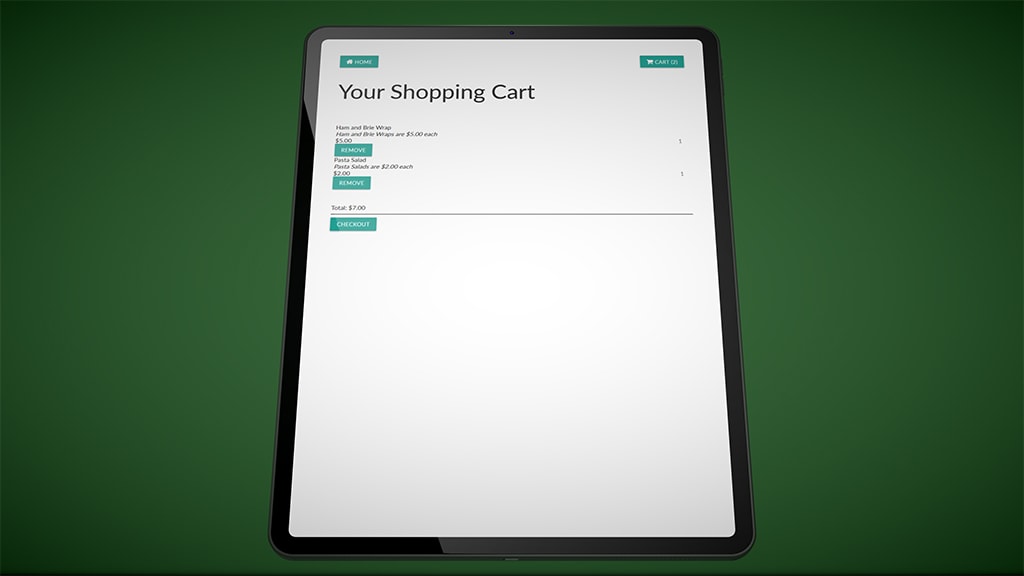 HOME
CART (2)
Your Shopping Cart
Ham and Brie Wrap
Ham and Brie Wraps are $5.00 each
$5.00
1
REMOVE
Pasta Salad
Pasta Salads are $2.00 each
$2.00
1
REMOVE
Total: $7.00
CHECKOUT